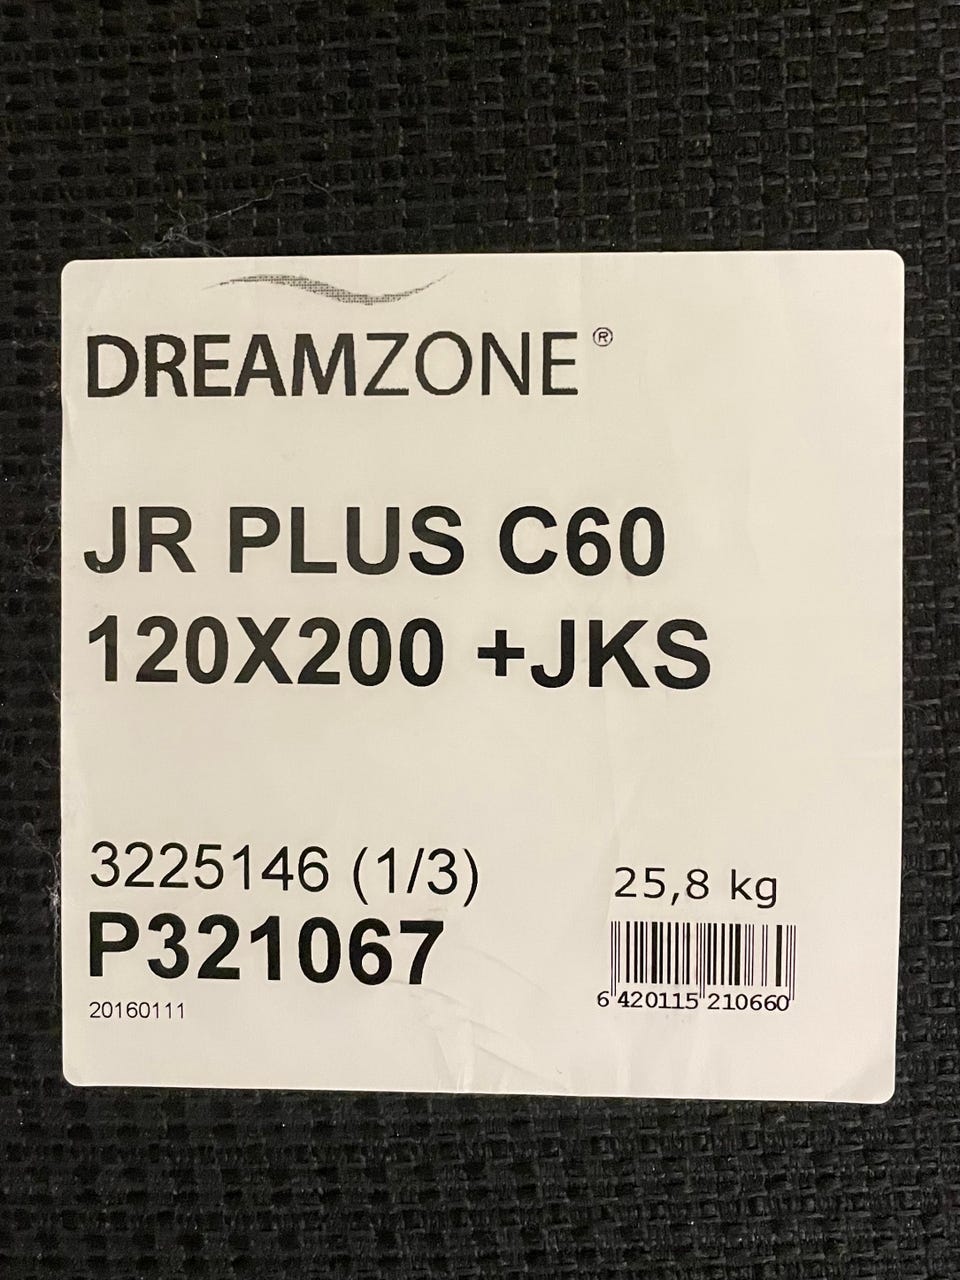 DREAMZONE®
JR PLUS C60
120X200 +JKS
3225146 (1/3)
25,8 kg
P321067
20160111
6 420115 210660